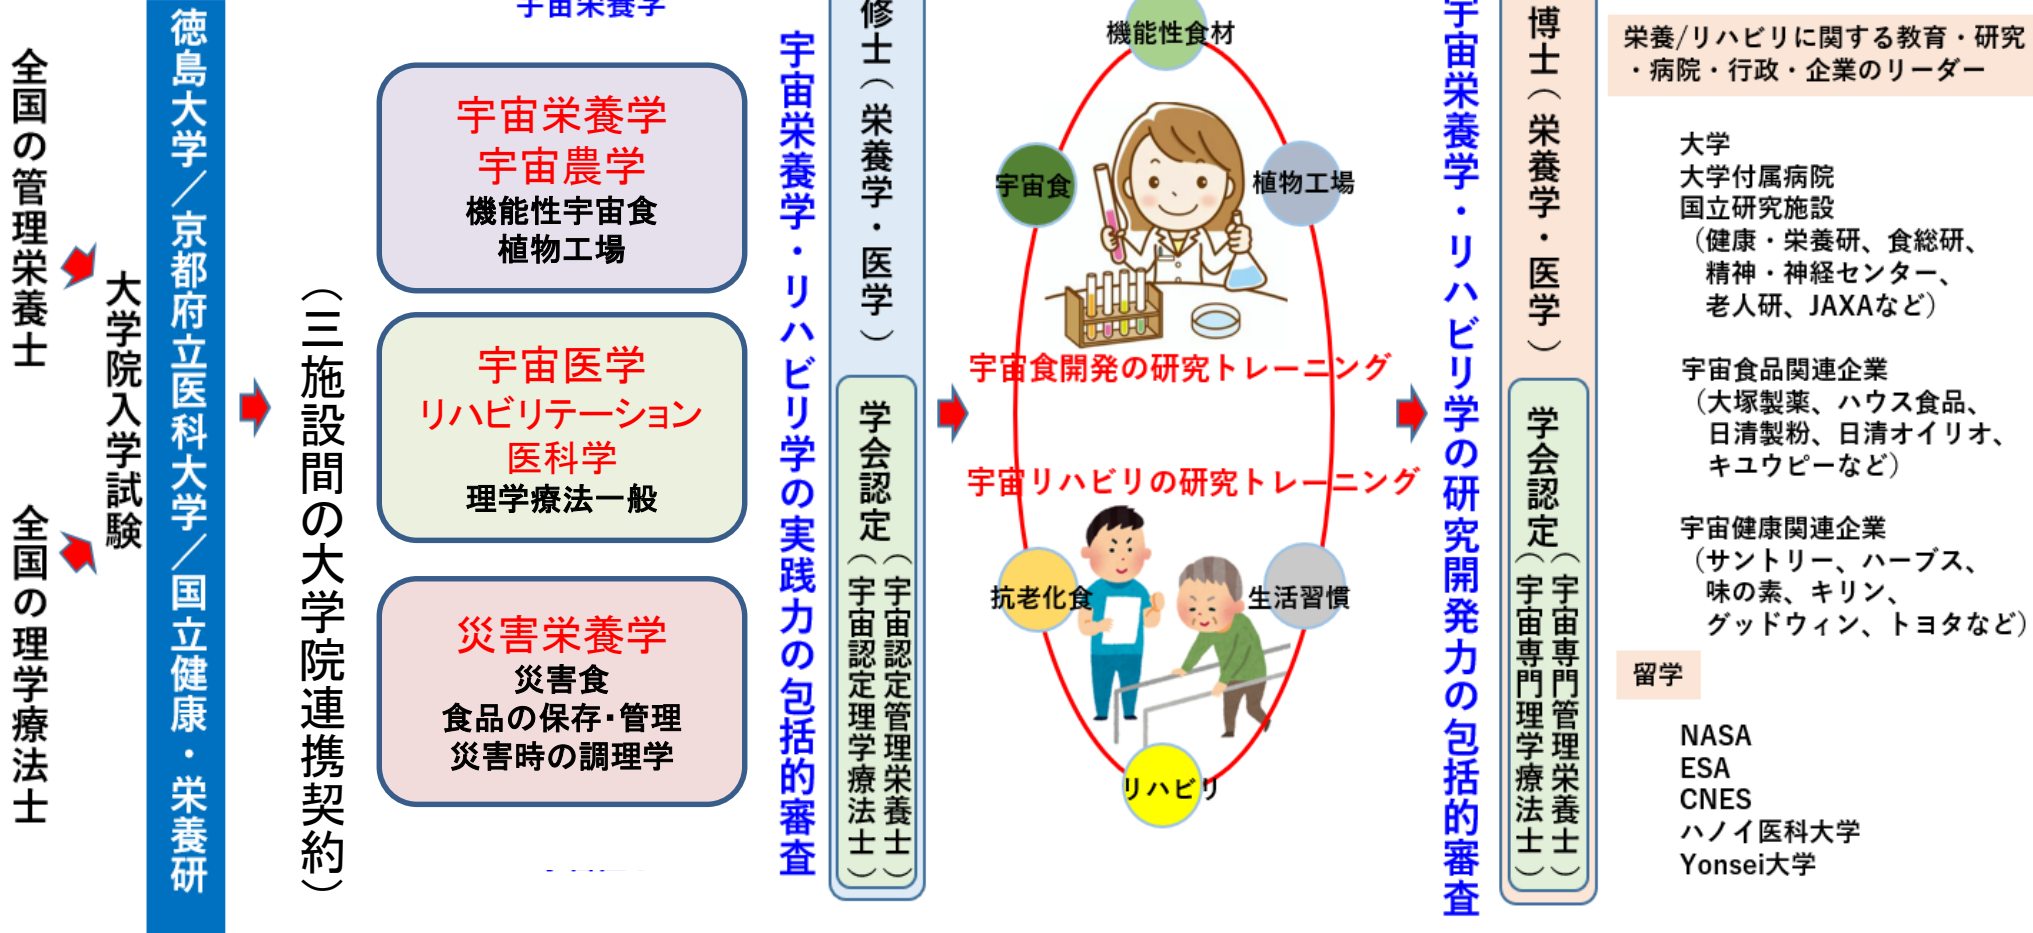 全国の管理栄養士
全国の理学療法士
大学院入学試験
徳島大学/京都府立医科大学/国立健康・栄養研
（三施設間の大学院連携契約）
宇宙栄養学
宇宙栄養学
宇宙農学
機能性宇宙食
植物工場
宇宙医学
リハビリテーション
医科学
理学療法一般
災害栄養学
災害食
食品の保存・管理
災害時の調理学
宇宙栄養学・リハビリ学の実践力の包括的審査
修士（栄養学・医学）
学会認定
（宇宙認定管理栄養士）
（宇宙認定理学療法士）
機能性食材
宇宙食
植物工場
宇宙食開発の研究トレーニング
宇宙リハビリの研究トレーニング
抗老化食
生活習慣
リハビリ
宇宙栄養学・リハビリ学の研究開発力の包括的審査
博士（栄養学・医学）
学会認定
（宇宙専門管理栄養士）
（宇宙専門理学療法士）
栄養/リハビリに関する教育・研究
・病院・行政・企業のリーダー
大学
大学付属病院
国立研究施設
（健康・栄養研、食総研、
精神・神経センター、
老人研、JAXAなど）
宇宙食品関連企業
（大塚製薬、ハウス食品、
日清製粉、日清オイリオ、
キユウピーなど）
宇宙健康関連企業
（サントリー、ハーブス、
味の素、キリン、
グッドウィン、トヨタなど）
留学
NASA
ESA
CNES
ハノイ医科大学
Yonsei大学